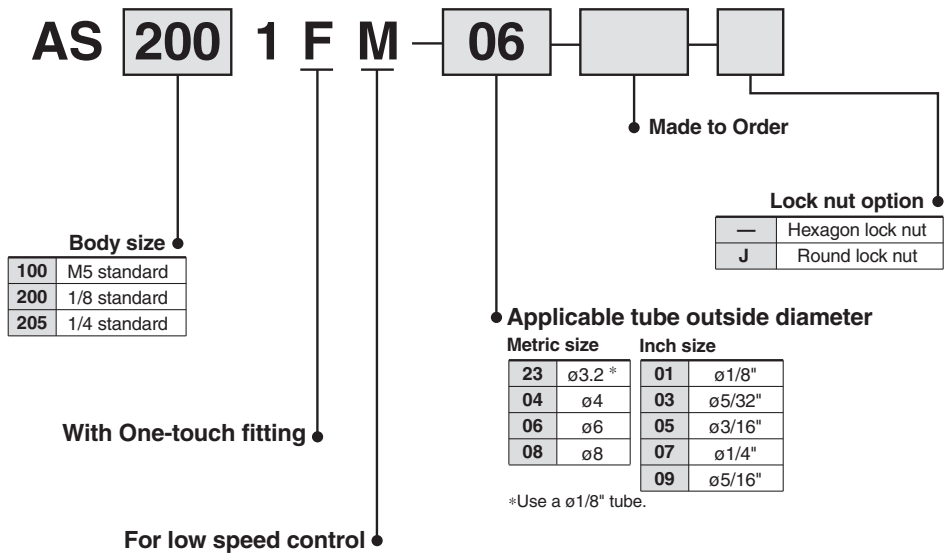 AS 200 1 F M — 06 — —
Made to Order
Lock nut option
— Hexagon lock nut
J Round lock nut
Body size
100 M5 standard
200 1/8 standard
205 1/4 standard
Applicable tube outside diameter
Metric size Inch size
23 ø3.2 * 01 ø1/8"
04 ø4 03 ø5/32"
06 ø6 05 ø3/16"
08 ø8 07 ø1/4"
09 ø5/16"
*Use a ø1/8" tube.
With One-touch fitting
For low speed control